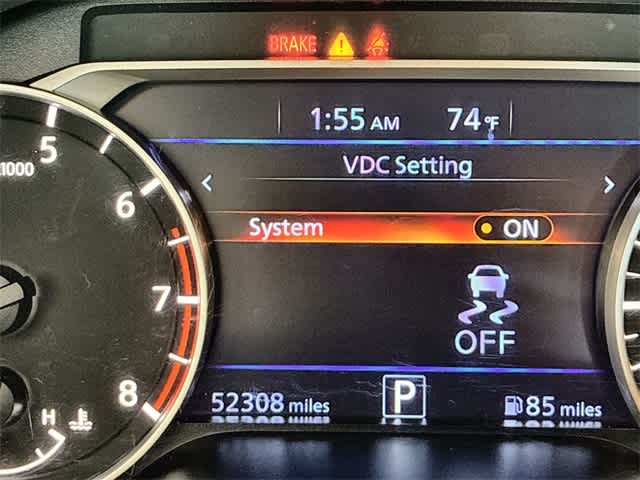 BRAKE
1:55 AM 74°F
VDC Setting
System ON
OFF
52308 miles P 85 miles
5
x1000
6
7
8
H